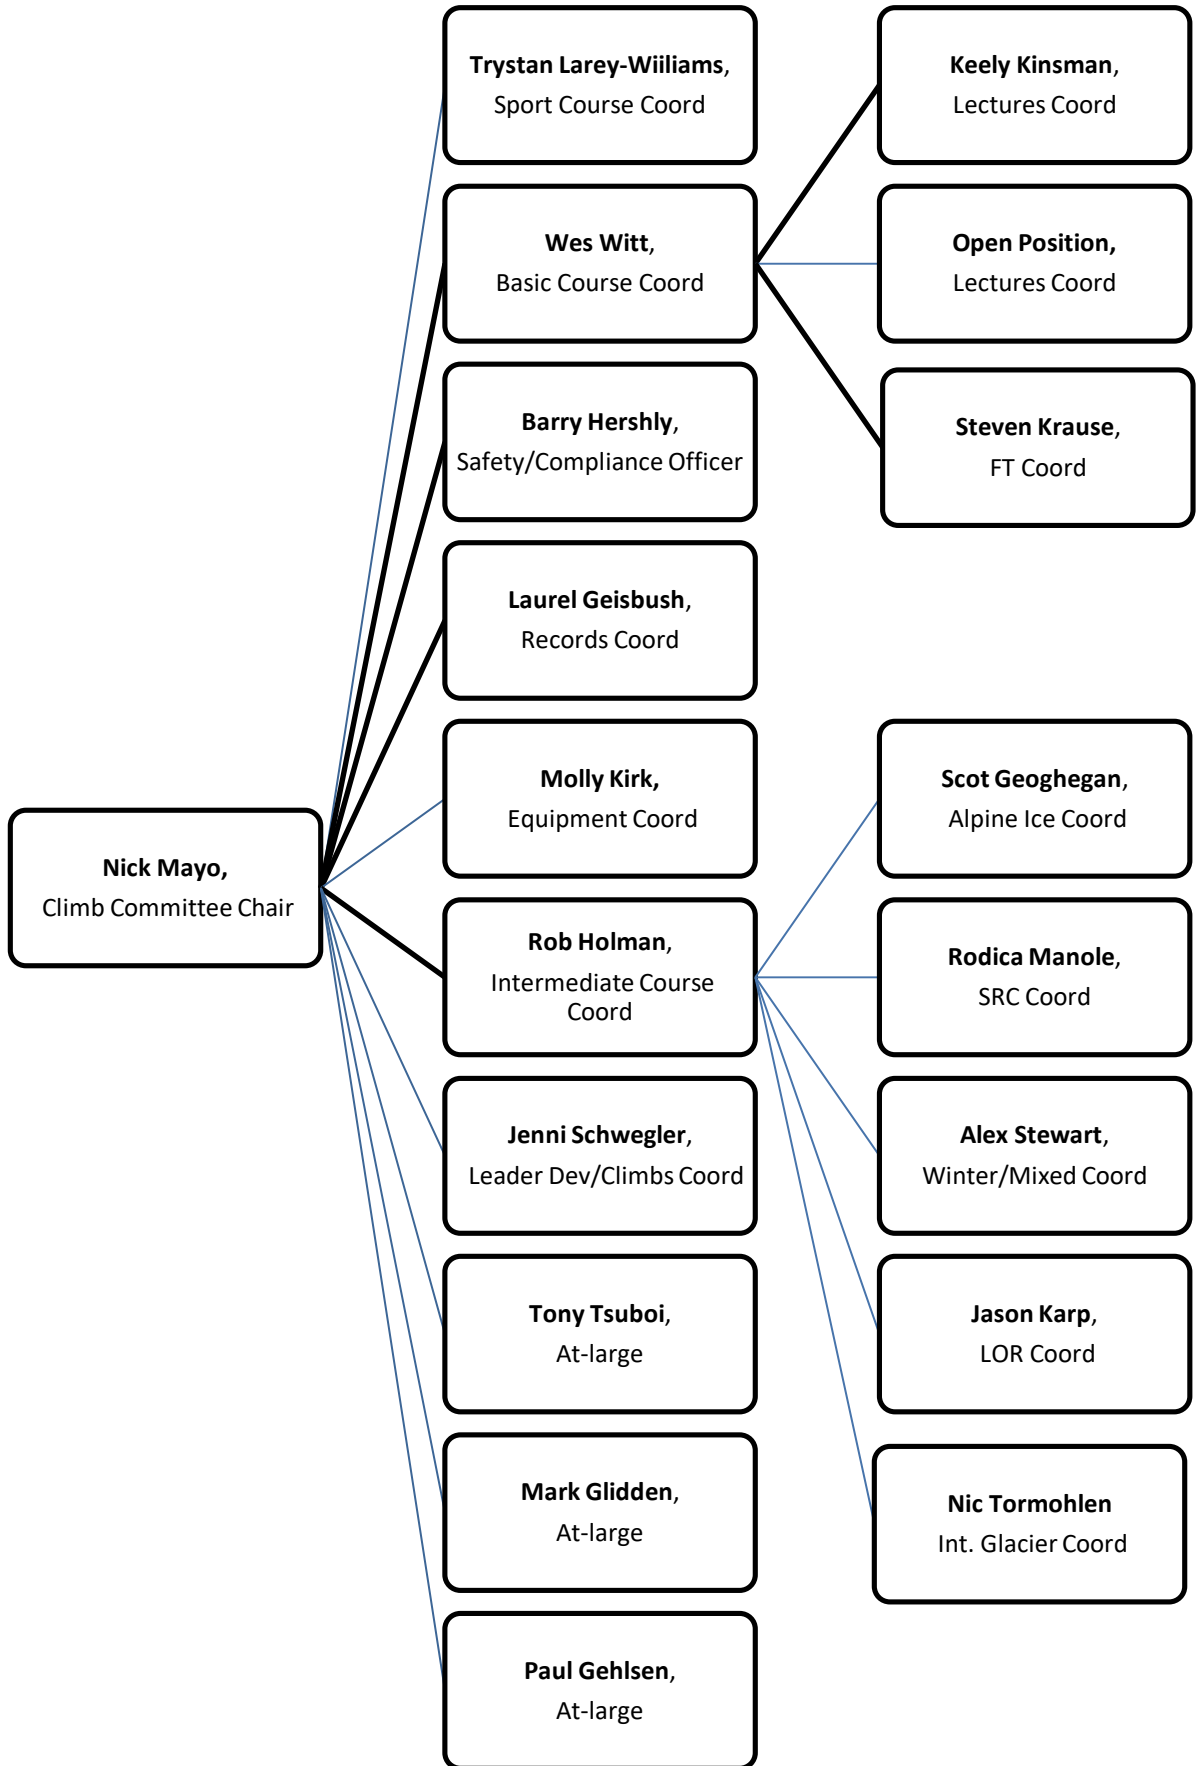 Trystan Larey-Wiiliams,
Sport Course Coord
Keely Kinsman,
Lectures Coord
Wes Witt,
Basic Course Coord
Open Position,
Lectures Coord
Barry Hershly,
Safety/Compliance Officer
Steven Krause,
FT Coord
Laurel Geisbush,
Records Coord
Molly Kirk,
Equipment Coord
Scot Geoghegan,
Alpine Ice Coord
Nick Mayo,
Climb Committee Chair
Rob Holman,
Intermediate Course
Coord
Rodica Manole,
SRC Coord
Jenni Schwegler,
Leader Dev/Climbs Coord
Alex Stewart,
Winter/Mixed Coord
Tony Tsuboi,
At-large
Jason Karp,
LOR Coord
Mark Glidden,
At-large
Nic Tormohlen
Int. Glacier Coord
Paul Gehlsen,
At-large